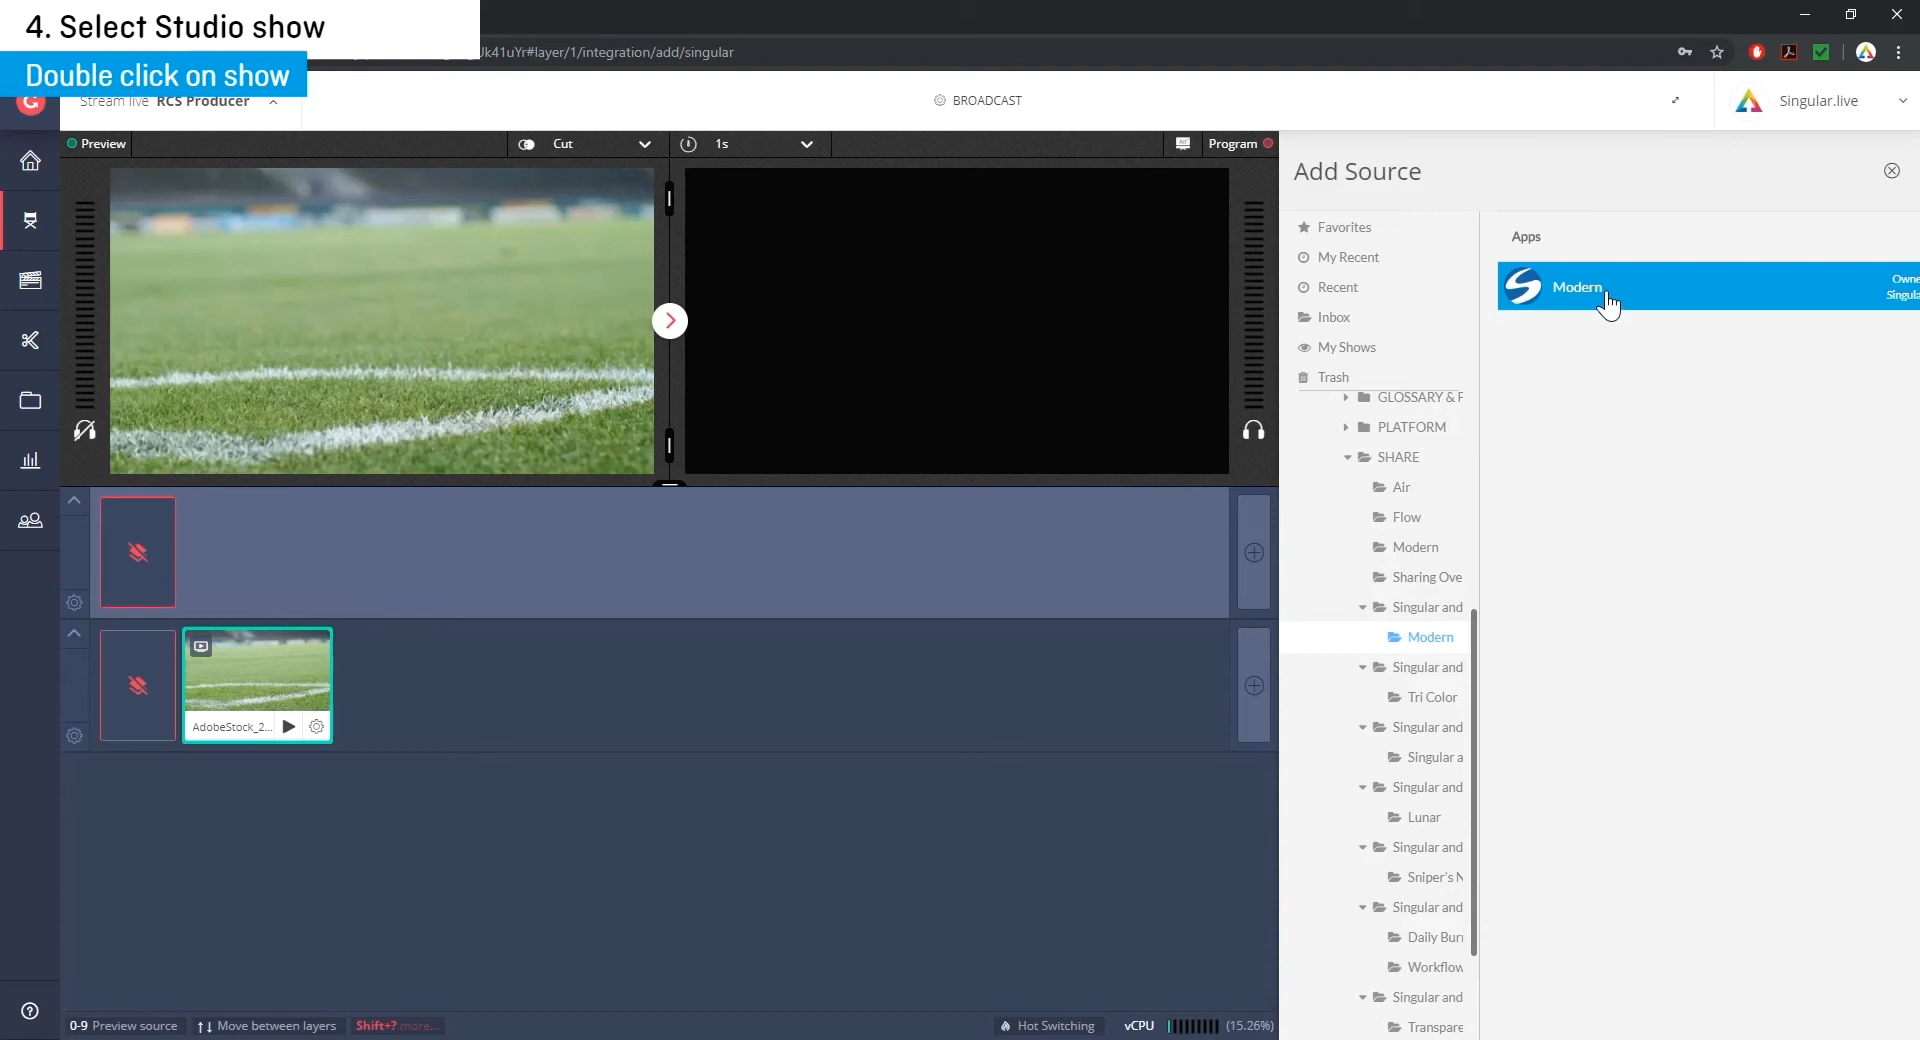 4. Select Studio show
Double click on show
Jk41uYr#layer/1/integration/add/singular
Stream live RCS Producer
BROADCAST
Singular.live
Preview
Cut
1s
Program
Add Source
Favorites
My Recent
Recent
Inbox
My Shows
Trash
GLOSSARY & F
PLATFORM
SHARE
Air
Flow
Modern
Sharing Ove
Singular and
Modern
Singular and
Tri Color
Singular and
Singular a
Singular and
Lunar
Singular and
Sniper's N
Singular and
Daily Bur
Workflow
Singular and
Transpare
Apps
Modern
Owne
Singula
AdobeStock_2...
0-9 Preview source
Move between layers
Shift+? more...
Hot Switching
vCPU
(15.26%)